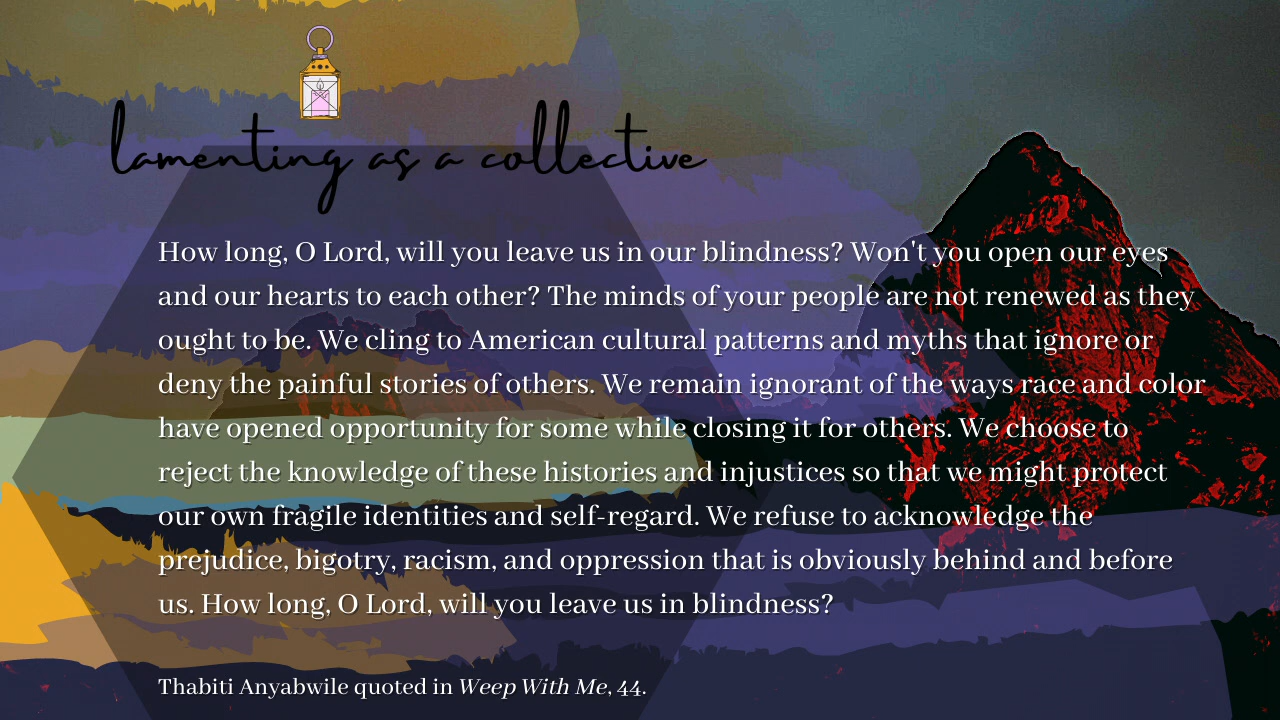 lamenting as a collective
How long, O Lord, will you leave us in our blindness? Won't you open our eyes
and our hearts to each other? The minds of your people are not renewed as they
ought to be. We cling to American cultural patterns and myths that ignore or
deny the painful stories of others. We remain ignorant of the ways race and color
have opened opportunity for some while closing it for others. We choose to
reject the knowledge of these histories and injustices so that we might protect
our own fragile identities and self-regard. We refuse to acknowledge the
prejudice, bigotry, racism, and oppression that is obviously behind and before
us. How long, O Lord, will you leave us in blindness?
Thabiti Anyabwile quoted in Weep With Me, 44.